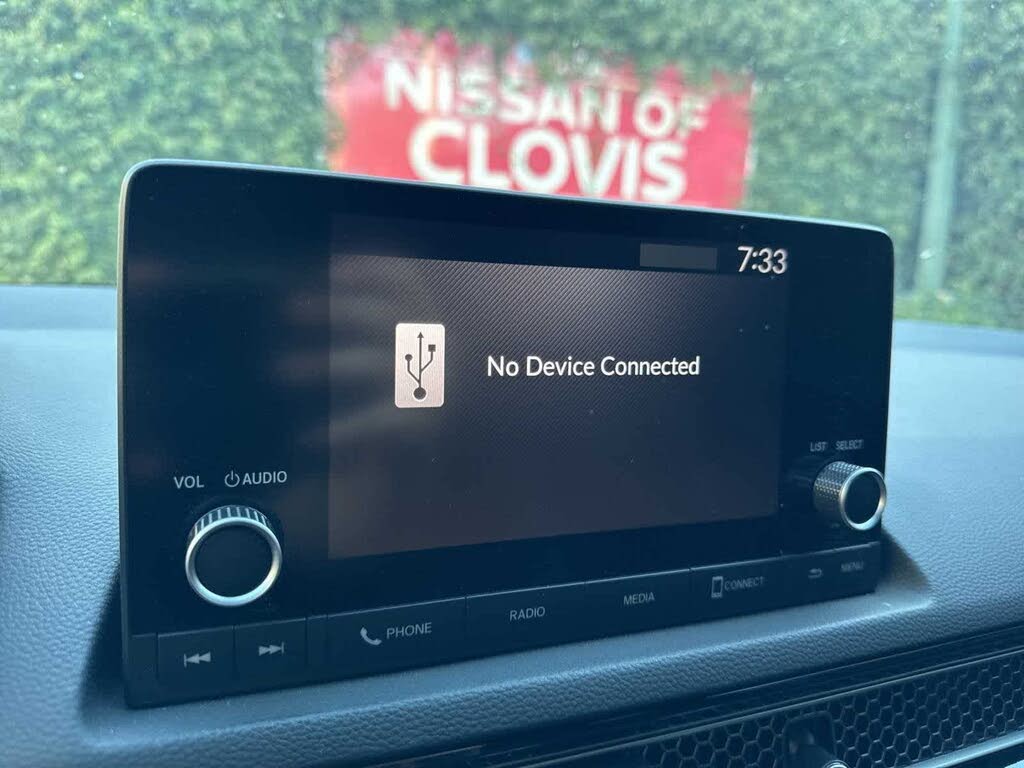 NISSAN OF
CLOVIS
7:33
No Device Connected
LIST SELECT
VOL AUDIO
PHONE
RADIO
MEDIA
CONNECT
MENU